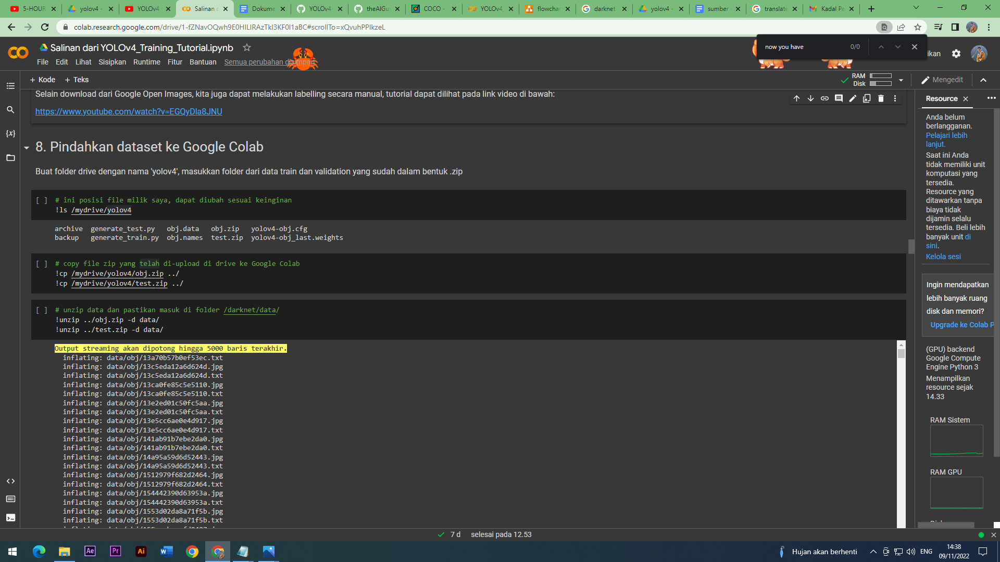 5-HOUR
yolov4 -
YOLOv4
Salinan d
Dokume
YOLOv4-
theAIGuy
COCO -
YOLOv4_
flowchar
darknet
yolov4 -
sumber
translate
Kadal Pe
colab.research.google.com/drive/1-fZNavOQwh9E0HILIRAzTkI3KF0I1aBC#scrollTo=xQvuhPPIkzeL
Salinan dari YOLOv4_Training_Tutorial.ipynb
File Edit Lihat Sisipkan Runtime Fitur Bantuan Semua perubahan disimpan
now you have 0/0
ikan
+ Kode + Teks
RAM
Disk
Mengedit
Selain download dari Google Open Images, kita juga dapat melakukan labelling secara manual, tutorial dapat dilihat pada link video di bawah:
https://www.youtube.com/watch?v=EGQyDla8JNU
8. Pindahkan dataset ke Google Colab
Buat folder drive dengan nama 'yolov4', masukkan folder dari data train dan validation yang sudah dalam bentuk .zip
[ ] # ini posisi file milik saya, dapat diubah sesuai keinginan
!ls /mydrive/yolov4
archive generate_test.py obj.data obj.zip yolov4-obj.cfg
backup generate_train.py obj.names test.zip yolov4-obj_last.weights
[ ] # copy file zip yang telah di-upload di drive ke Google Colab
!cp /mydrive/yolov4/obj.zip ../
!cp /mydrive/yolov4/test.zip ../
[ ] # unzip data dan pastikan masuk di folder /darknet/data/
!unzip ../obj.zip -d data/
!unzip ../test.zip -d data/
Output streaming akan dipotong hingga 5000 baris terakhir.
inflating: data/obj/13a70b57b0ef53ec.txt
inflating: data/obj/13c5eda12a6d624d.jpg
inflating: data/obj/13c5eda12a6d624d.txt
inflating: data/obj/13ca0fe85c5e5110.jpg
inflating: data/obj/13ca0fe85c5e5110.txt
inflating: data/obj/13e2ed01c50fc5aa.jpg
inflating: data/obj/13e2ed01c50fc5aa.txt
inflating: data/obj/13e5cc6ae0e4d917.jpg
inflating: data/obj/13e5cc6ae0e4d917.txt
inflating: data/obj/141ab91b7ebe2da0.jpg
inflating: data/obj/141ab91b7ebe2da0.txt
inflating: data/obj/14a95a59d6d52443.jpg
inflating: data/obj/14a95a59d6d52443.txt
inflating: data/obj/1512979f682d2464.jpg
inflating: data/obj/1512979f682d2464.txt
inflating: data/obj/154442390d63953a.jpg
inflating: data/obj/154442390d63953a.txt
inflating: data/obj/1553d02da8a71f5b.jpg
inflating: data/obj/1553d02da8a71f5b.txt
Resource
Anda belum
berlangganan.
Pelajari lebih
lanjut.
Saat ini Anda
tidak memiliki unit
komputasi yang
tersedia.
Resource yang
ditawarkan tanpa
biaya tidak
dijamin selalu
tersedia. Beli lebih
banyak unit di
sini.
Kelola sesi
Ingin mendapatkan
lebih banyak ruang
disk dan memori?
Upgrade ke Colab P
(GPU) backend
Google Compute
Engine Python 3
Menampilkan
resource sejak
14.33
RAM Sistem
RAM GPU
7 d selesai pada 12.53
Ae
Pr
Ai
Hujan akan berhenti
ENG
14:38
09/11/2022